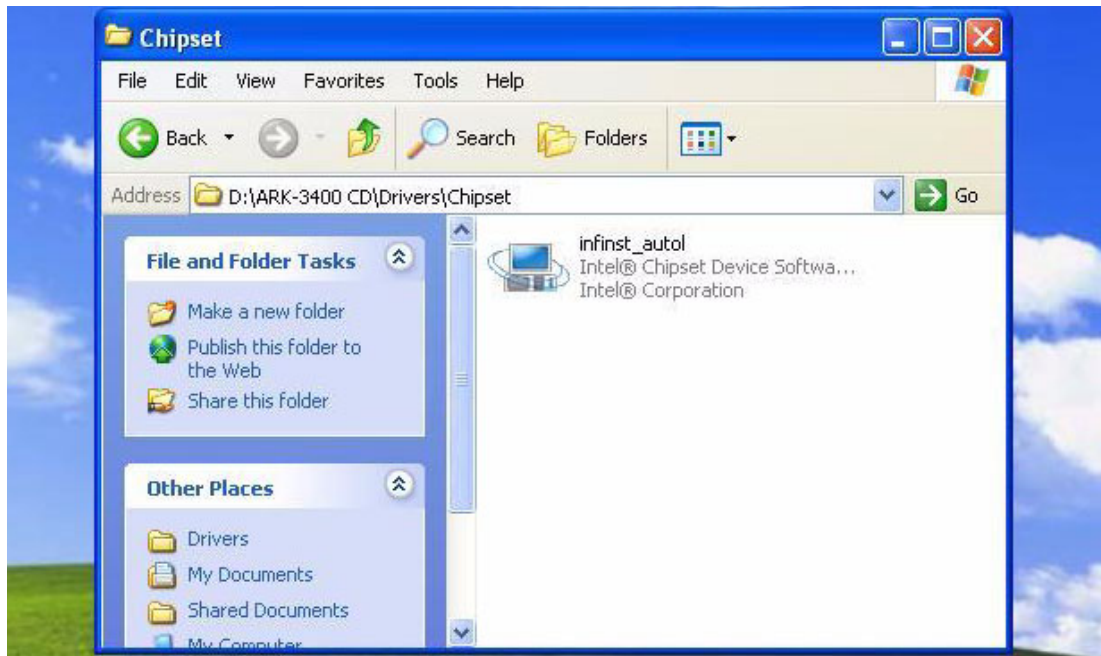 Chipset
File Edit View Favorites Tools Help
Back Search Folders
Address D:\ARK-3400 CD\Drivers\Chipset Go
File and Folder Tasks
Make a new folder
Publish this folder to
the Web
Share this folder
Other Places
Drivers
My Documents
Shared Documents
My Computer
infinst_autol
Intel® Chipset Device Softwa...
Intel® Corporation